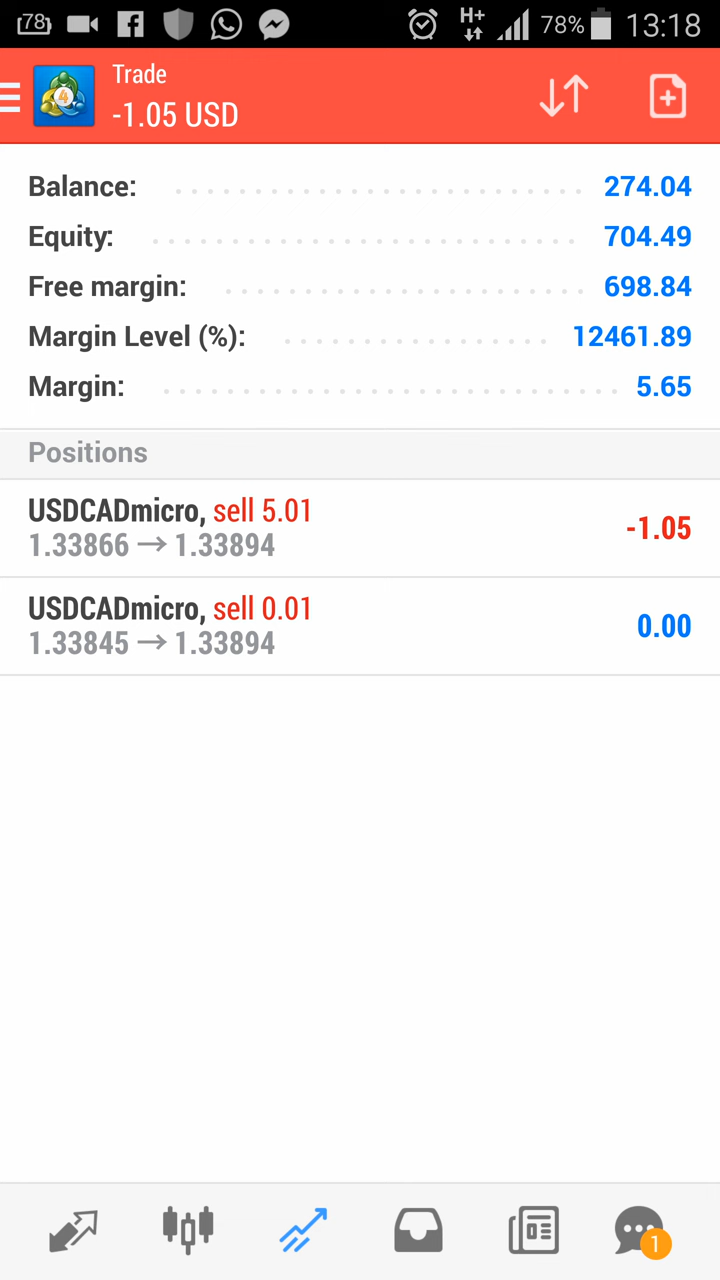 78 H+ 78% 13:18
Trade
-1.05 USD
4
Balance: 274.04
Equity: 704.49
Free margin: 698.84
Margin Level (%): 12461.89
Margin: 5.65
Positions
USDCADmicro, sell 5.01
1.33866 → 1.33894
-1.05
USDCADmicro, sell 0.01
1.33845 → 1.33894
0.00
1